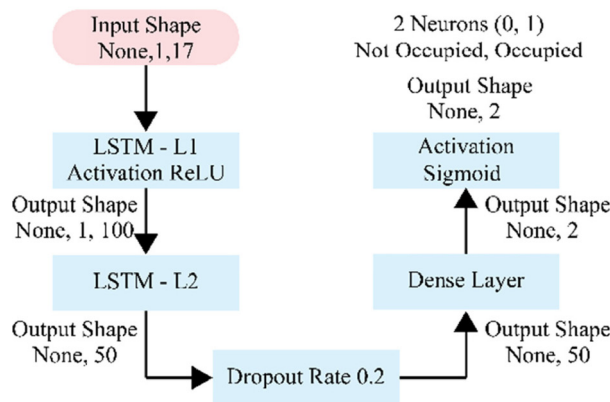 Input Shape
None,1,17
LSTM - L1
Activation ReLU
Output Shape
None, 1, 100
LSTM - L2
Output Shape
None, 50
Dropout Rate 0.2
Output Shape
None, 50
Dense Layer
Output Shape
None, 2
Activation
Sigmoid
Output Shape
None, 2
2 Neurons (0, 1)
Not Occupied, Occupied